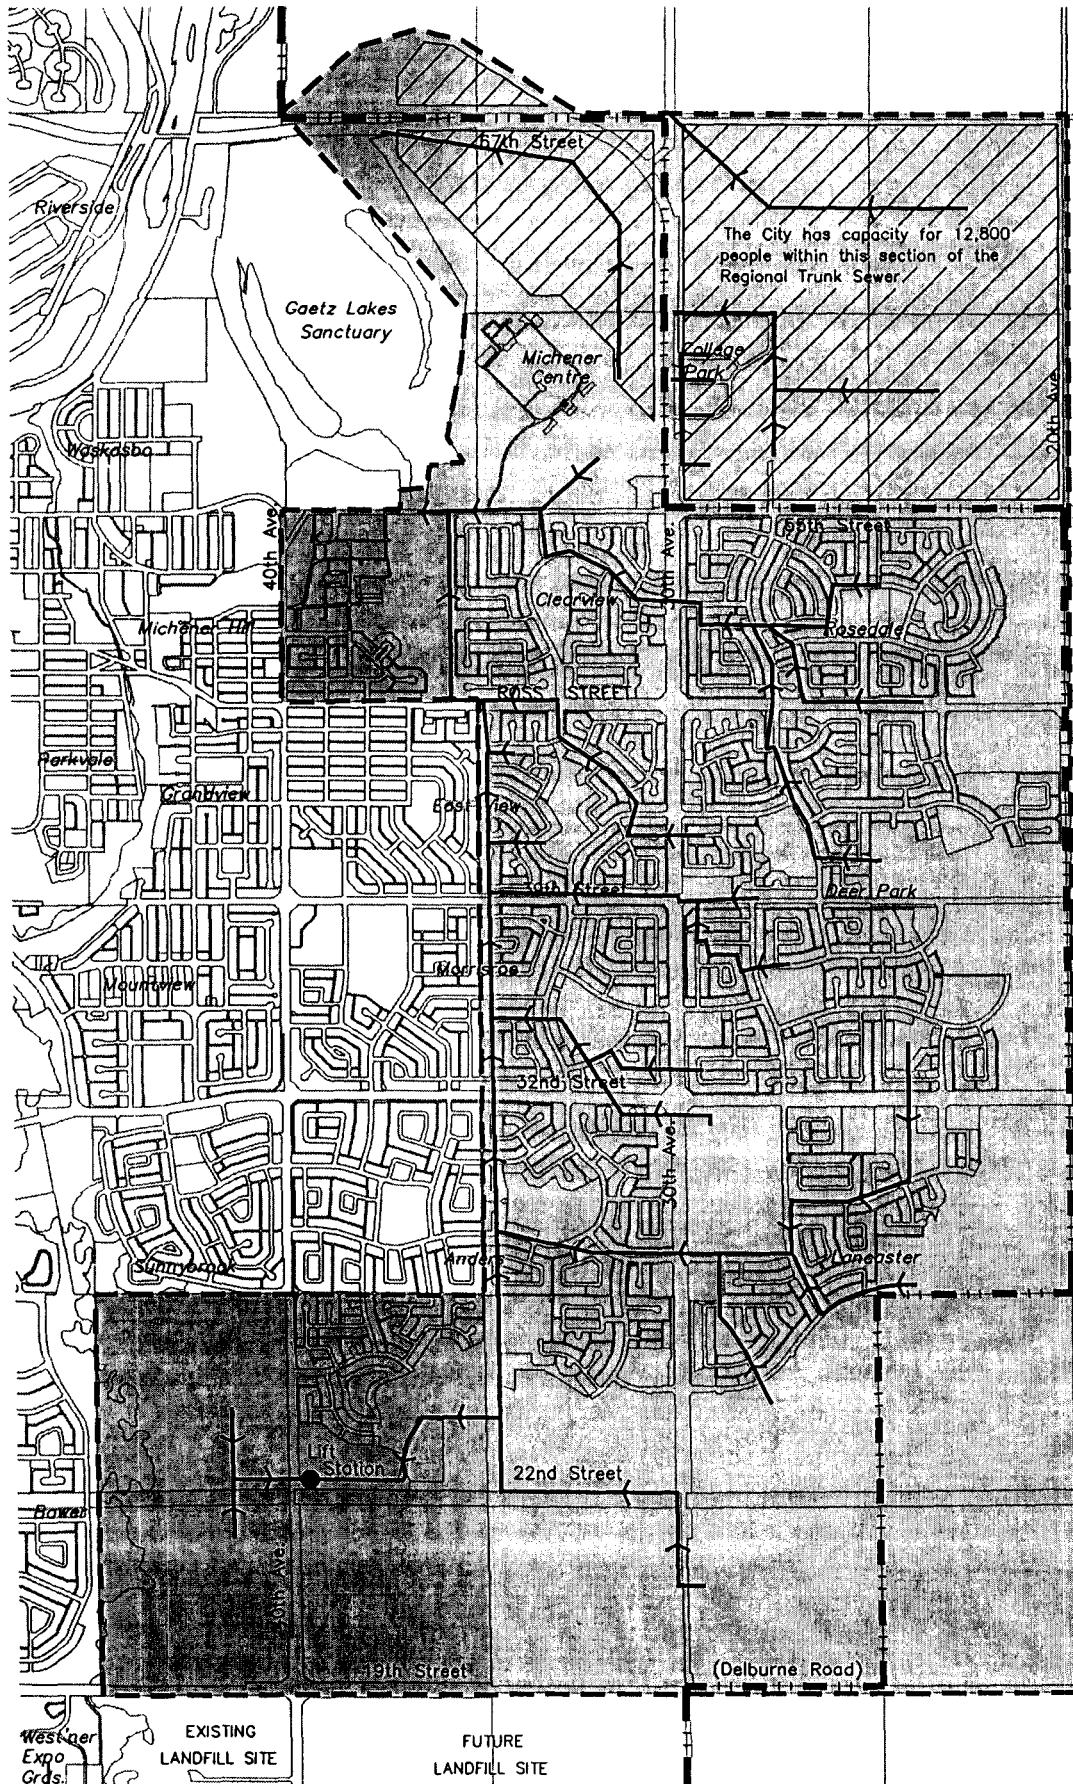 67th Street
Riverside
The City has capacity for 12,800
people within this section of the
Regional Trunk Sewer.
Gaetz Lakes
Sanctuary
Michener
Centre
College
Park
20th Ave.
Waskasoo
40th Ave.
30th Ave.
55th Street
Clearview
Rosedale
Michener Hill
ROSS STREET
Parkvale
Grandview
East View
39th Street
Deer Park
Morrisroe
Mountview
32nd Street
30th Ave.
Sunnybrook
Anders
Lancaster
Lift
Station
22nd Street
Bower
19th Street
(Delburne Road)
West'ner
Expo
Grds.
EXISTING
LANDFILL SITE
FUTURE
LANDFILL SITE